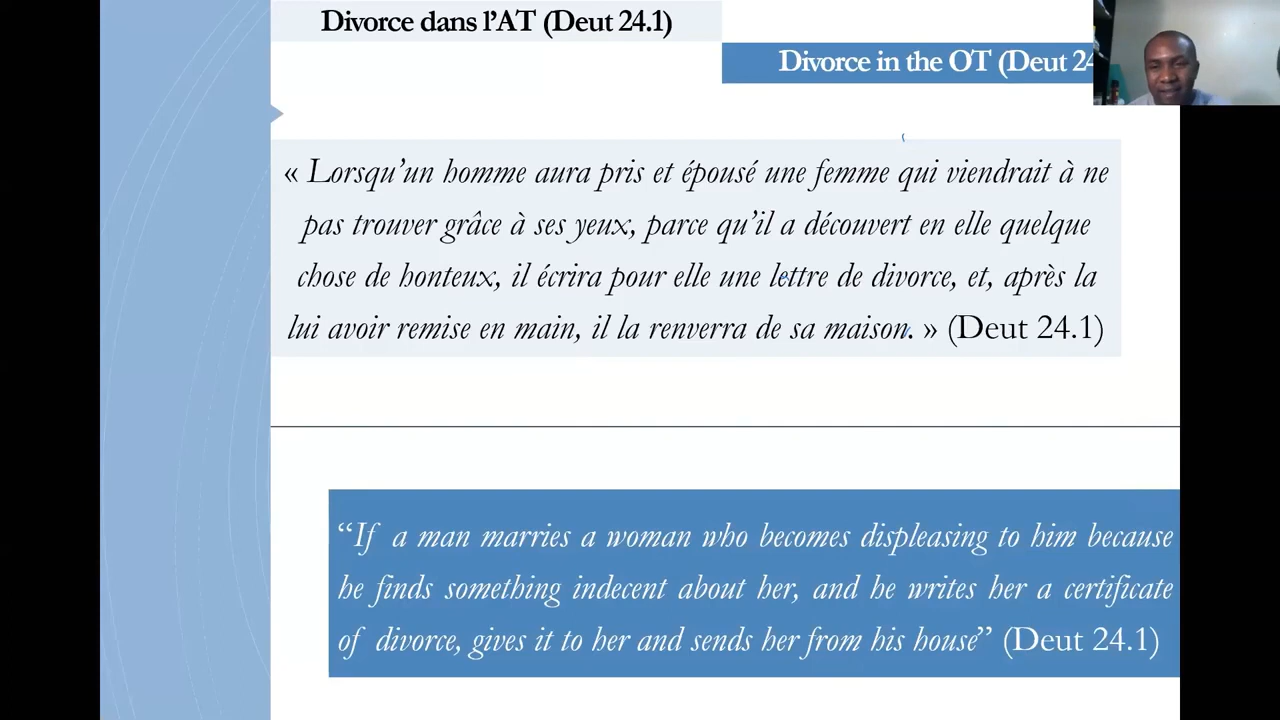 Divorce dans l’AT (Deut 24.1)
Divorce in the OT (Deut 24
« Lorsqu’un homme aura pris et épousé une femme qui viendrait à ne
pas trouver grâce à ses yeux, parce qu’il a découvert en elle quelque
chose de honteux, il écrira pour elle une lettre de divorce, et, après la
lui avoir remise en main, il la renverra de sa maison. » (Deut 24.1)
“If a man marries a woman who becomes displeasing to him because
he finds something indecent about her, and he writes her a certificate
of divorce, gives it to her and sends her from his house” (Deut 24.1)